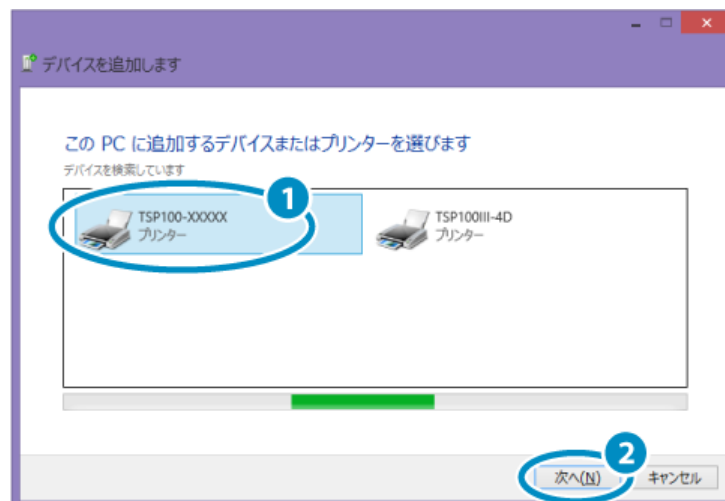 デバイスを追加します
この PC に追加するデバイスまたはプリンターを選びます
デバイスを検索しています
1
TSP100-XXXXX
プリンター
TSP100III-4D
プリンター
2
次へ(N)
キャンセル